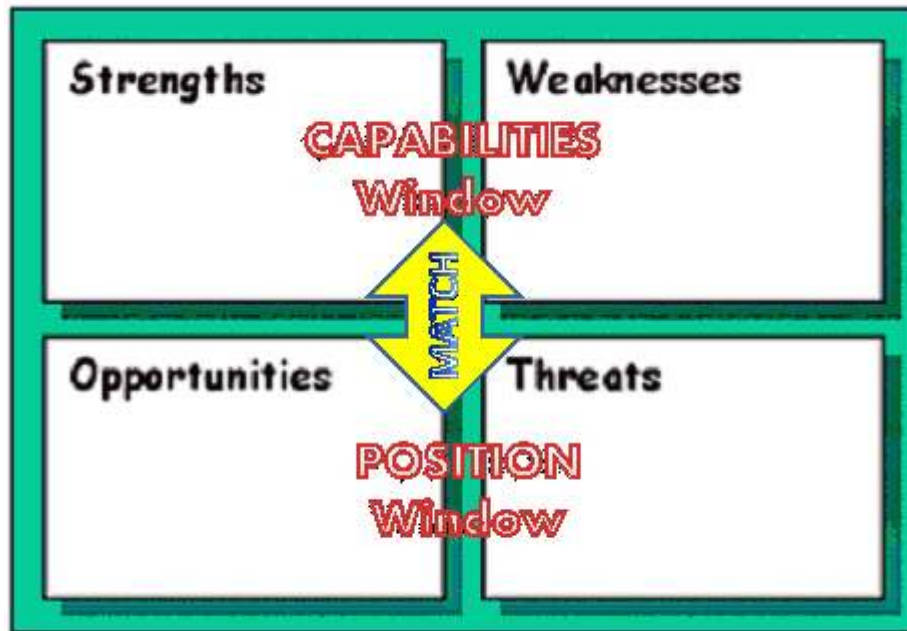 Strengths
Weaknesses
CAPABILITIES
Window
MATCH
Opportunities
Threats
POSITION
Window